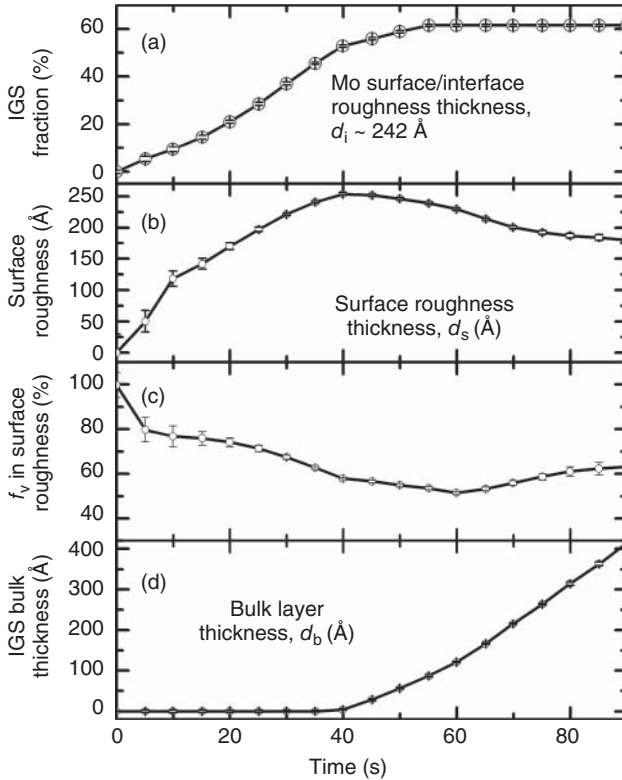 60
40
20
0
IGS
fraction (%)
(a)
Mo surface/interface
roughness thickness,
d_i ~ 242 Å
250
200
150
100
50
0
Surface
roughness (Å)
(b)
Surface roughness
thickness, d_s (Å)
100
80
60
40
f_v in surface
roughness (%)
(c)
400
300
200
100
0
IGS bulk
thickness (Å)
(d)
Bulk layer
thickness, d_b (Å)
0 20 40 60 80
Time (s)